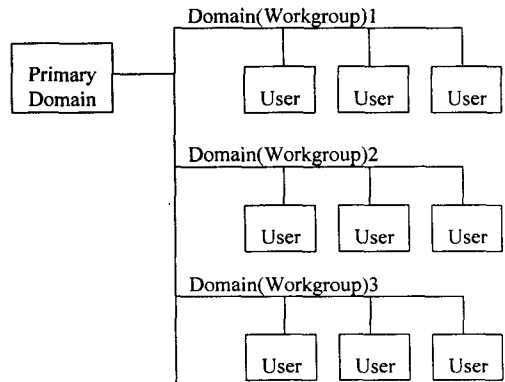 Domain(Workgroup)1
Primary
Domain
User User User
Domain(Workgroup)2
User User User
Domain(Workgroup)3
User User User